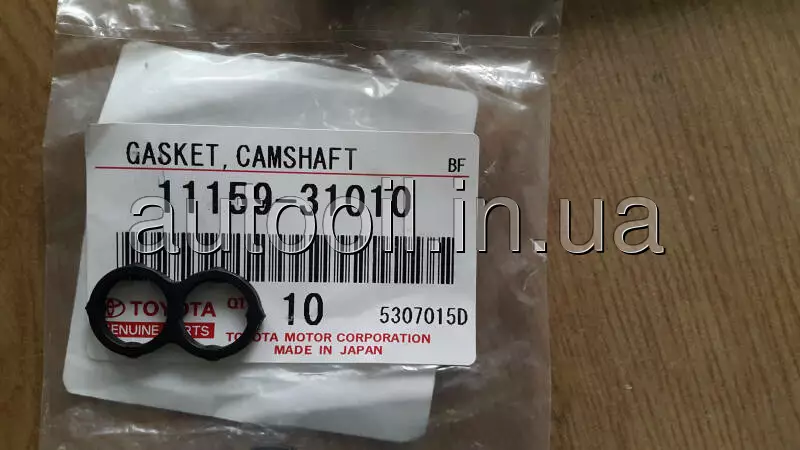 GASKET, CAMSHAFT
BF
11159-31010
autooil.in.ua
TOYOTA
GENUINE PARTS
10
5307015D
TOYOTA MOTOR CORPORATION
MADE IN JAPAN